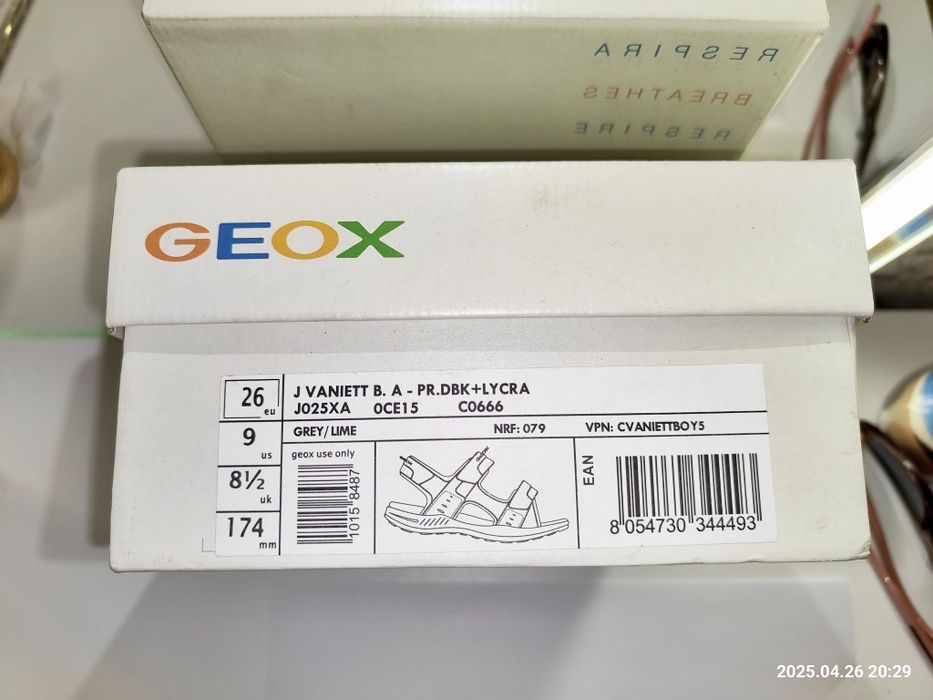 RESPIRA
BREATHES
RESPIRE
GEOX
26 eu
9 us
8½ uk
174 mm
J VANIETT B. A - PR.DBK+LYCRA
J025XA 0CE15 C0666
GREY/LIME NRF: 079 VPN: CVANIETTBOY5
geox use only
1015 8487
EAN
8 054730 344493
2025.04.26 20:29